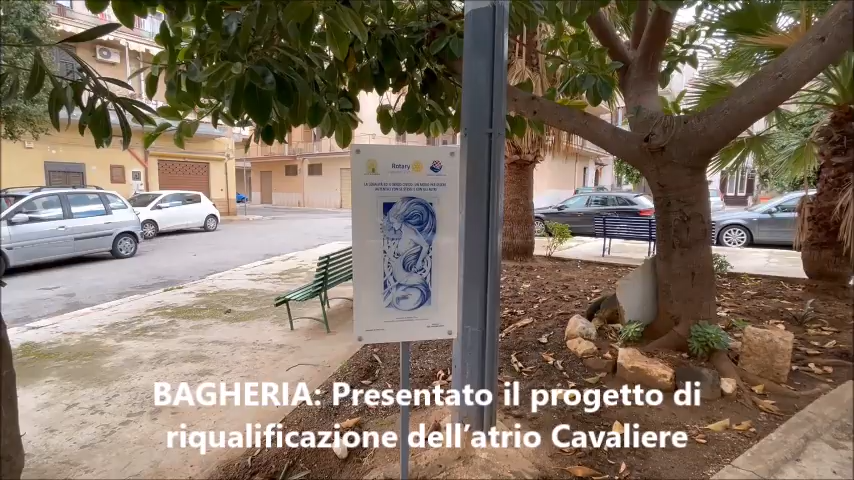 Rotary
BAGHERIA: Presentato il progetto di
riqualificazione dell'atrio Cavaliere